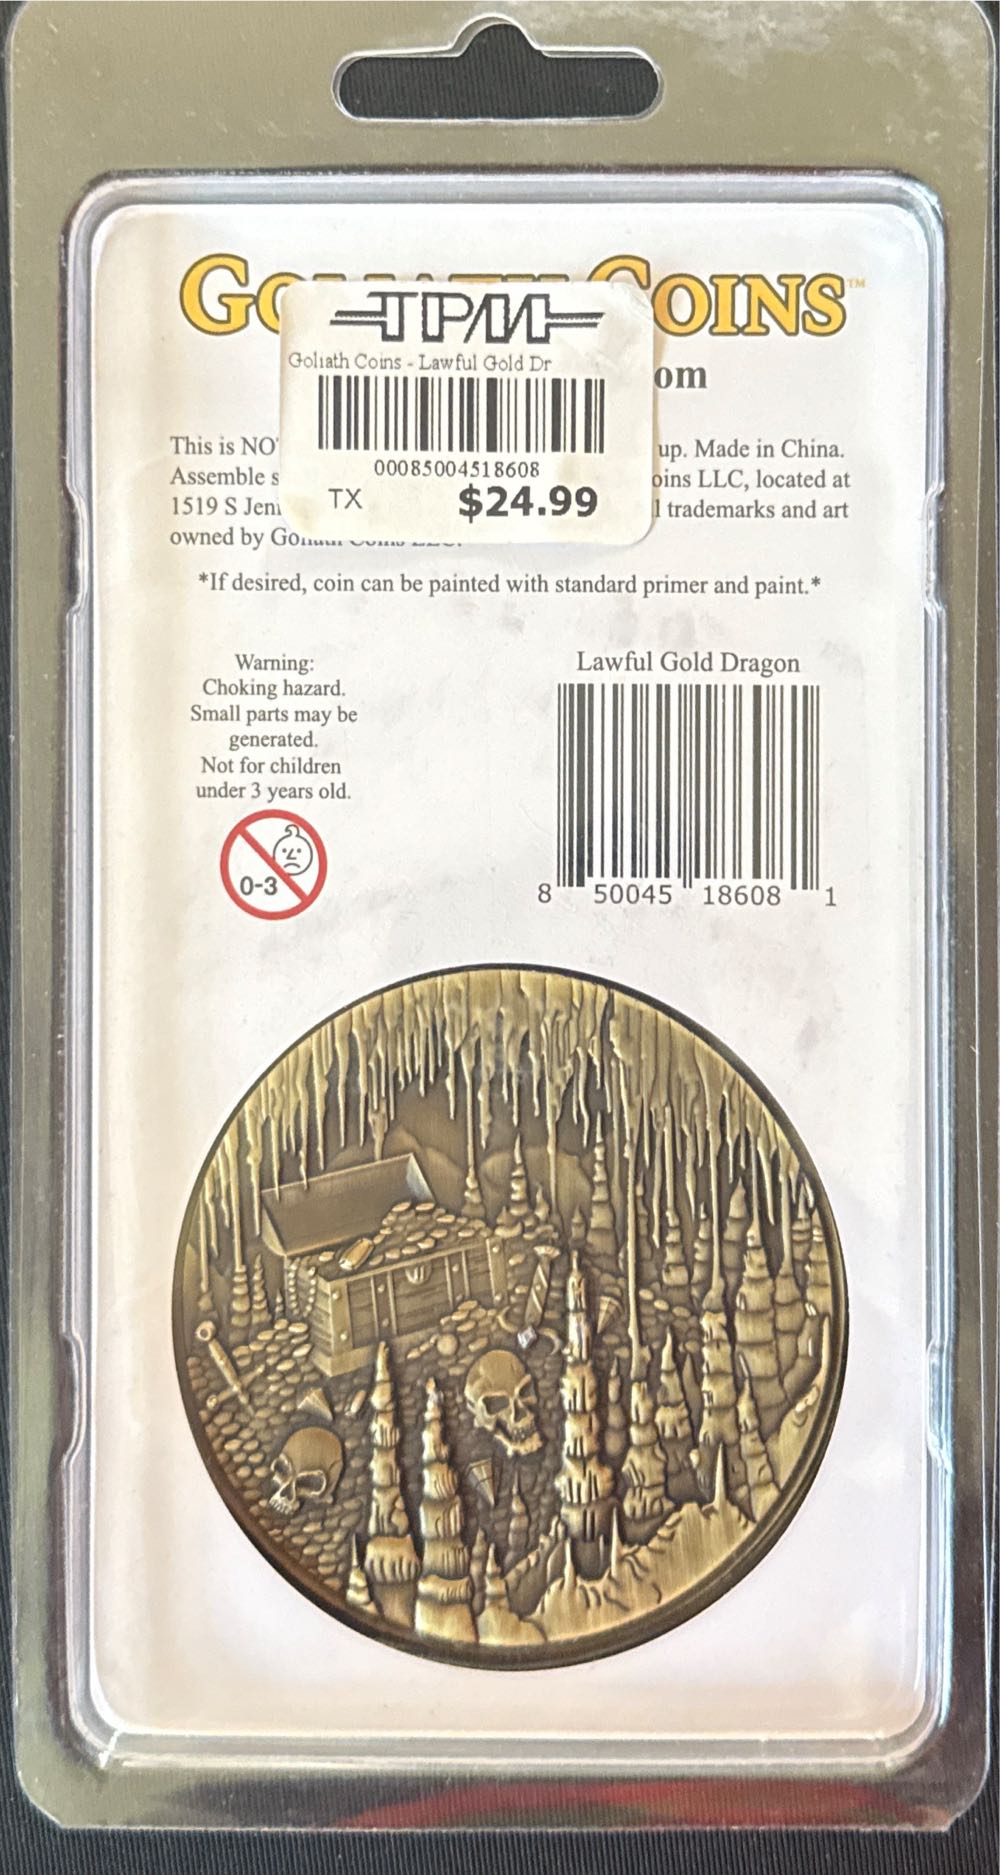 GO COINS™
TPM
Goliath Coins - Lawful Gold Dr
om
00085004518608
TX $24.99
This is NO up. Made in China.
Assemble s oins LLC, located at
1519 S Jen l trademarks and art
owned by
*If desired, coin can be painted with standard primer and paint.*
Warning:
Choking hazard.
Small parts may be
generated.
Not for children
under 3 years old.
0-3
Lawful Gold Dragon
8 50045 18608 1